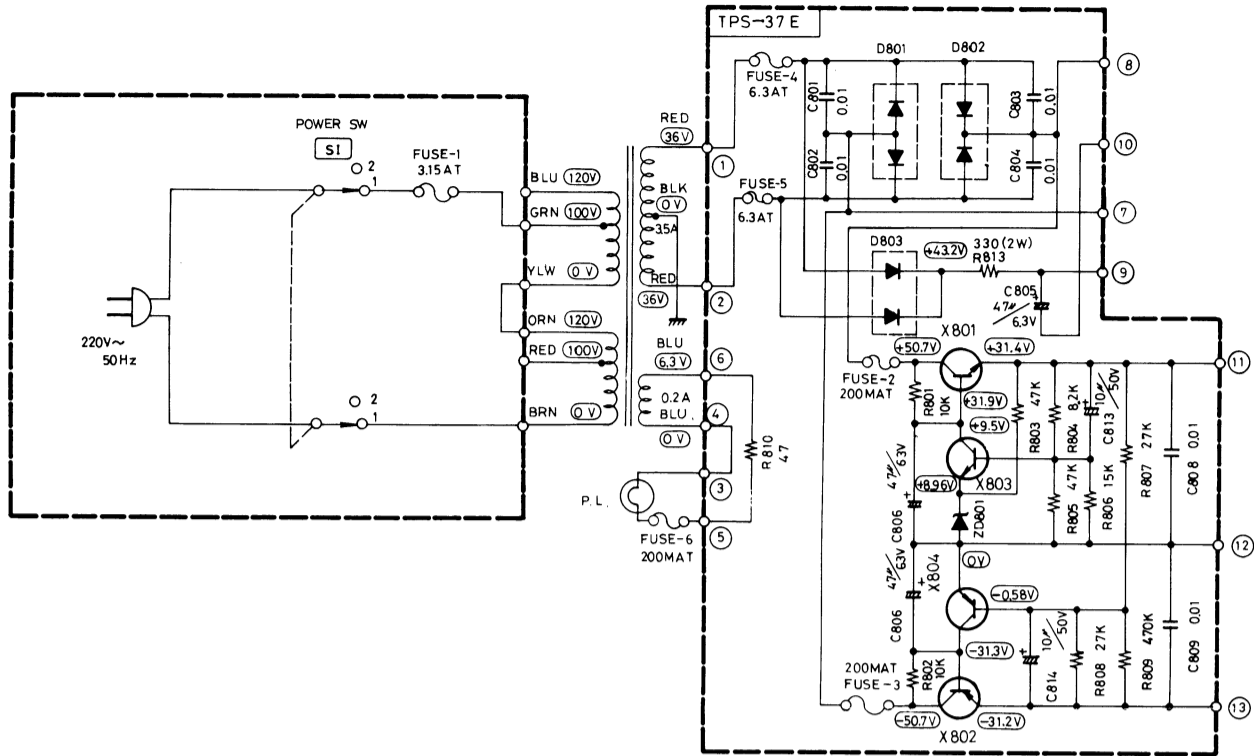 TPS-37E
POWER SW
S1
2
1
FUSE-1
3.15AT
220V~
50Hz
2
1
BLU 120V
GRN 100V
YLW 0V
ORN 120V
RED 100V
BRN 0V
RED
36V
BLK
0V
3.5A
RED
36V
BLU
6.3V
0.2A
BLU
0V
1
2
6
4
3
5
P.L.
FUSE-6
200MAT
R810
47
FUSE-4
6.3AT
FUSE-5
6.3AT
C801
0.01
C802
0.01
D801
D802
C803
0.01
C804
0.01
8
10
7
9
D803
+43.2V
330(2W)
R813
C805
+
47μ/63V
X801
+50.7V
+31.4V
11
FUSE-2
200MAT
R801
10K
+31.9V
+9.5V
X803
+8.96V
R803
47K
R804
8.2K
C813
10μ/50V
+
R807
27K
C808
0.01
R805
47K
R806
15K
47μ/63V
C806
+
ZD801
12
0V
47μ/63V
C806
+
X804
-0.58V
-31.3V
10μ/50V
C814
+
R808
27K
R809
470K
C809
0.01
200MAT
FUSE-3
R802
10K
-50.7V
-31.2V
X802
13